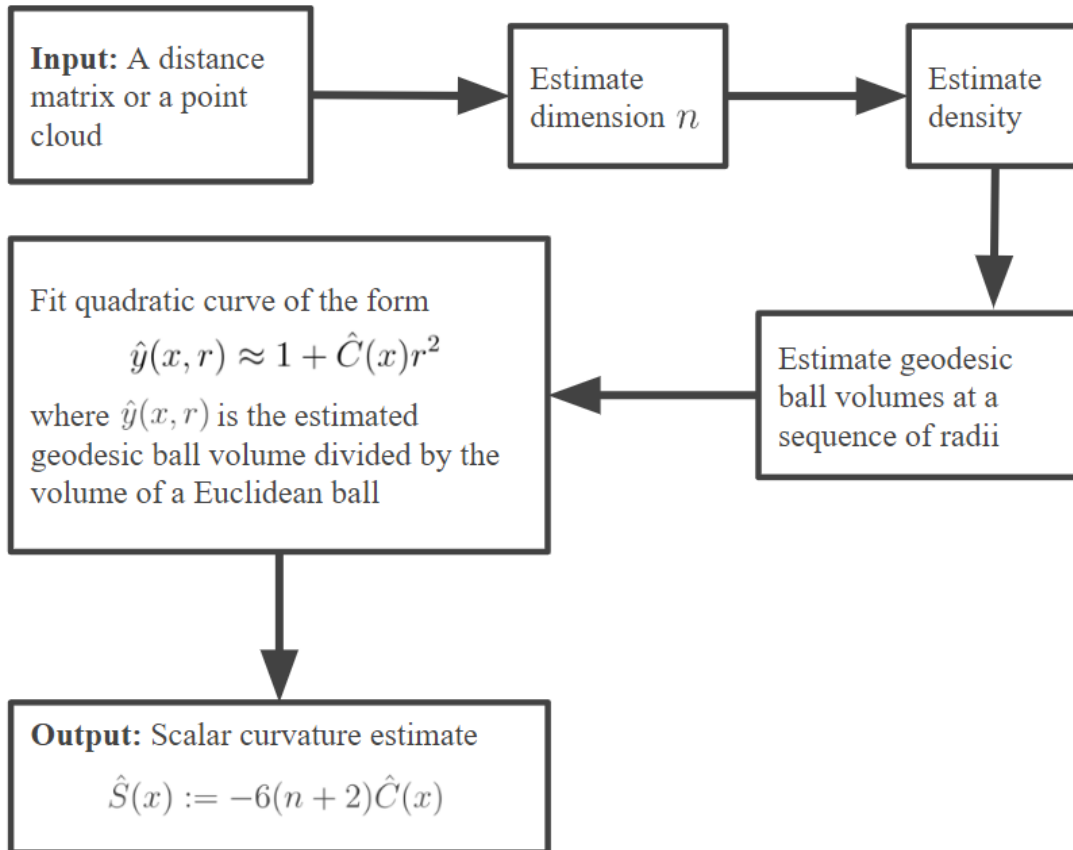 Input: A distance
matrix or a point
cloud
Estimate
dimension n
Estimate
density
Estimate geodesic
ball volumes at a
sequence of radii
Fit quadratic curve of the form
ŷ(x, r) ≈ 1 + Ĉ(x)r²
where ŷ(x, r) is the estimated
geodesic ball volume divided by the
volume of a Euclidean ball
Output: Scalar curvature estimate
Ŝ(x) := −6(n + 2)Ĉ(x)